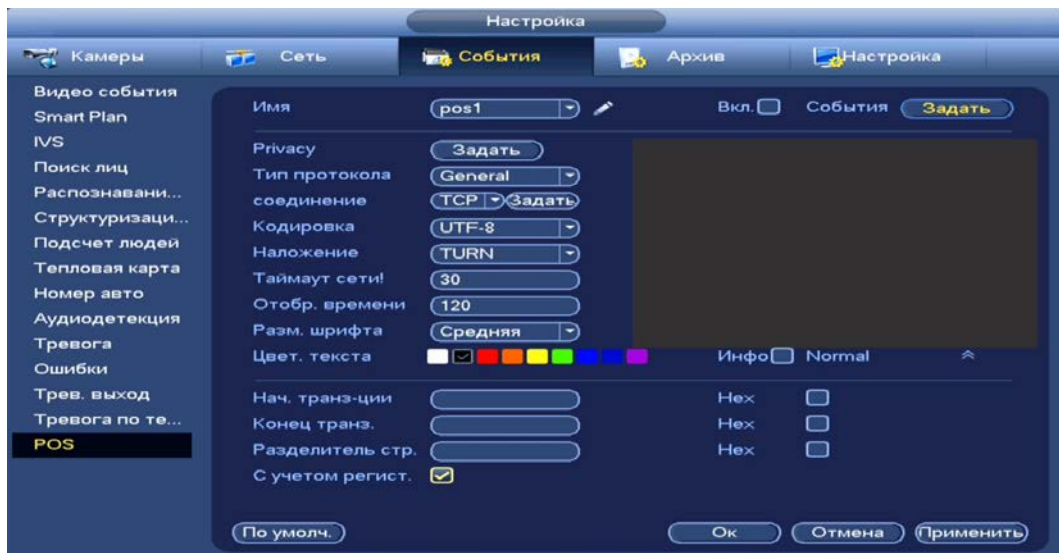 Настройка
Камеры Сеть События Архив Настройка
Видео события
Smart Plan
IVS
Поиск лиц
Распознавани...
Структуризаци...
Подсчет людей
Тепловая карта
Номер авто
Аудиодетекция
Тревога
Ошибки
Трев. выход
Тревога по те...
POS
Имя pos1 Вкл. События Задать
Privacy Задать
Тип протокола General
соединение TCP Задать
Кодировка UTF-8
Наложение TURN
Таймаут сети! 30
Отобр. времени 120
Разм. шрифта Средняя
Цвет. текста Инфо Normal
Нач. транз-ции Hex
Конец транз. Hex
Разделитель стр. Hex
С учетом регист.
По умолч. Ок Отмена Применить